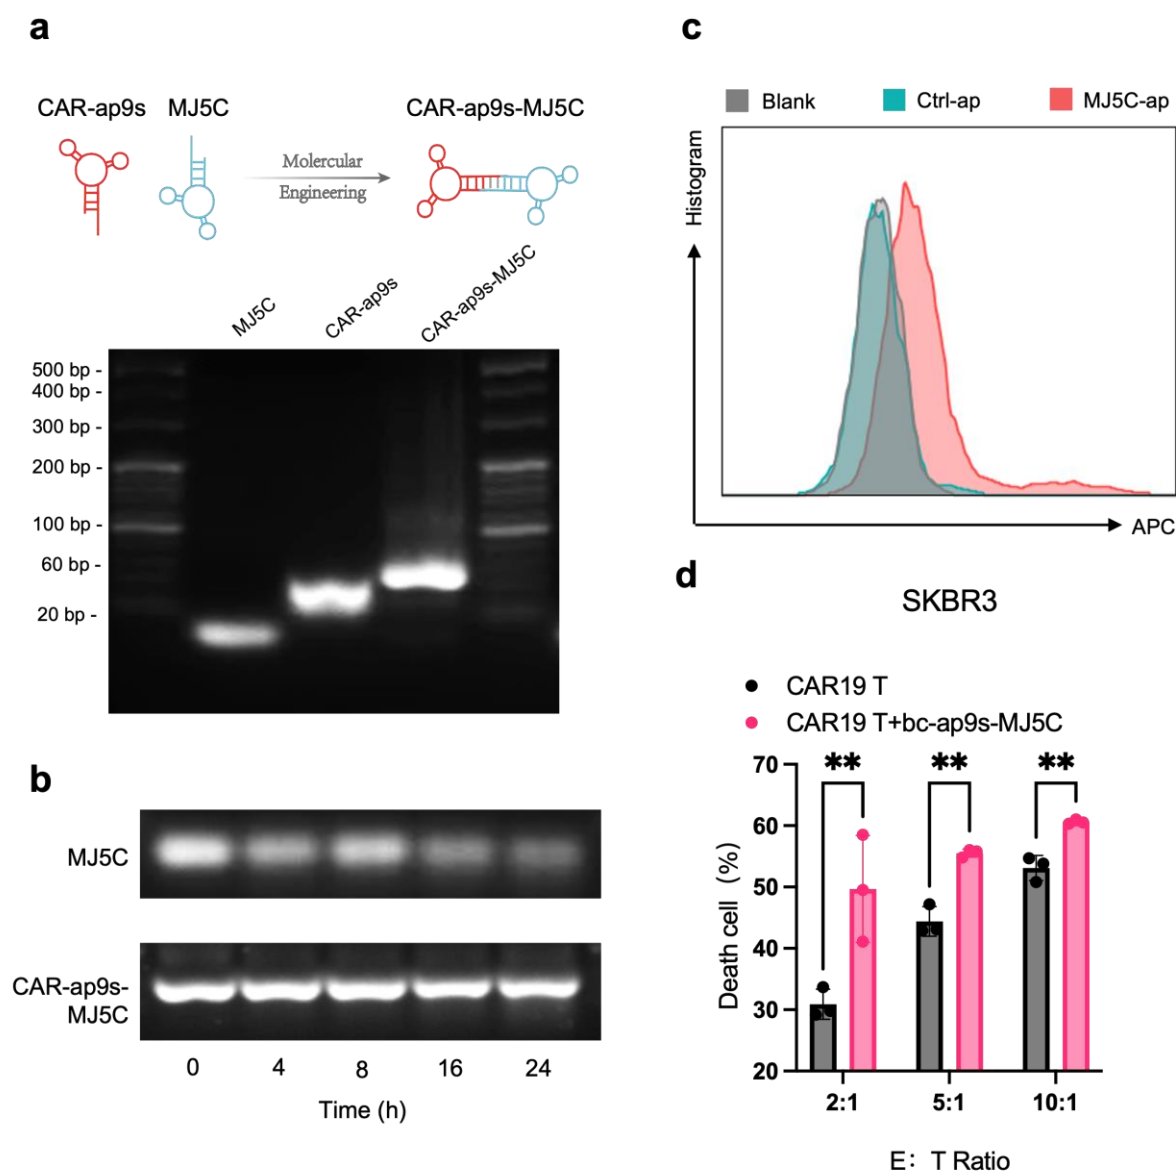 a
CAR-ap9s
MJ5C
CAR-ap9s-MJ5C
Molercular
Engineering
MJ5C
CAR-ap9s
CAR-ap9s-MJ5C
500 bp -
400 bp -
300 bp -
200 bp -
100 bp -
60 bp -
20 bp -
b
MJ5C
CAR-ap9s-
MJ5C
0 4 8 16 24
Time (h)
c
Blank Ctrl-ap MJ5C-ap
Histogram
APC
d
SKBR3
CAR19 T
CAR19 T+bc-ap9s-MJ5C
** ** **
70
60
50
40
30
20
Death cell (%)
2:1 5:1 10:1
E: T Ratio